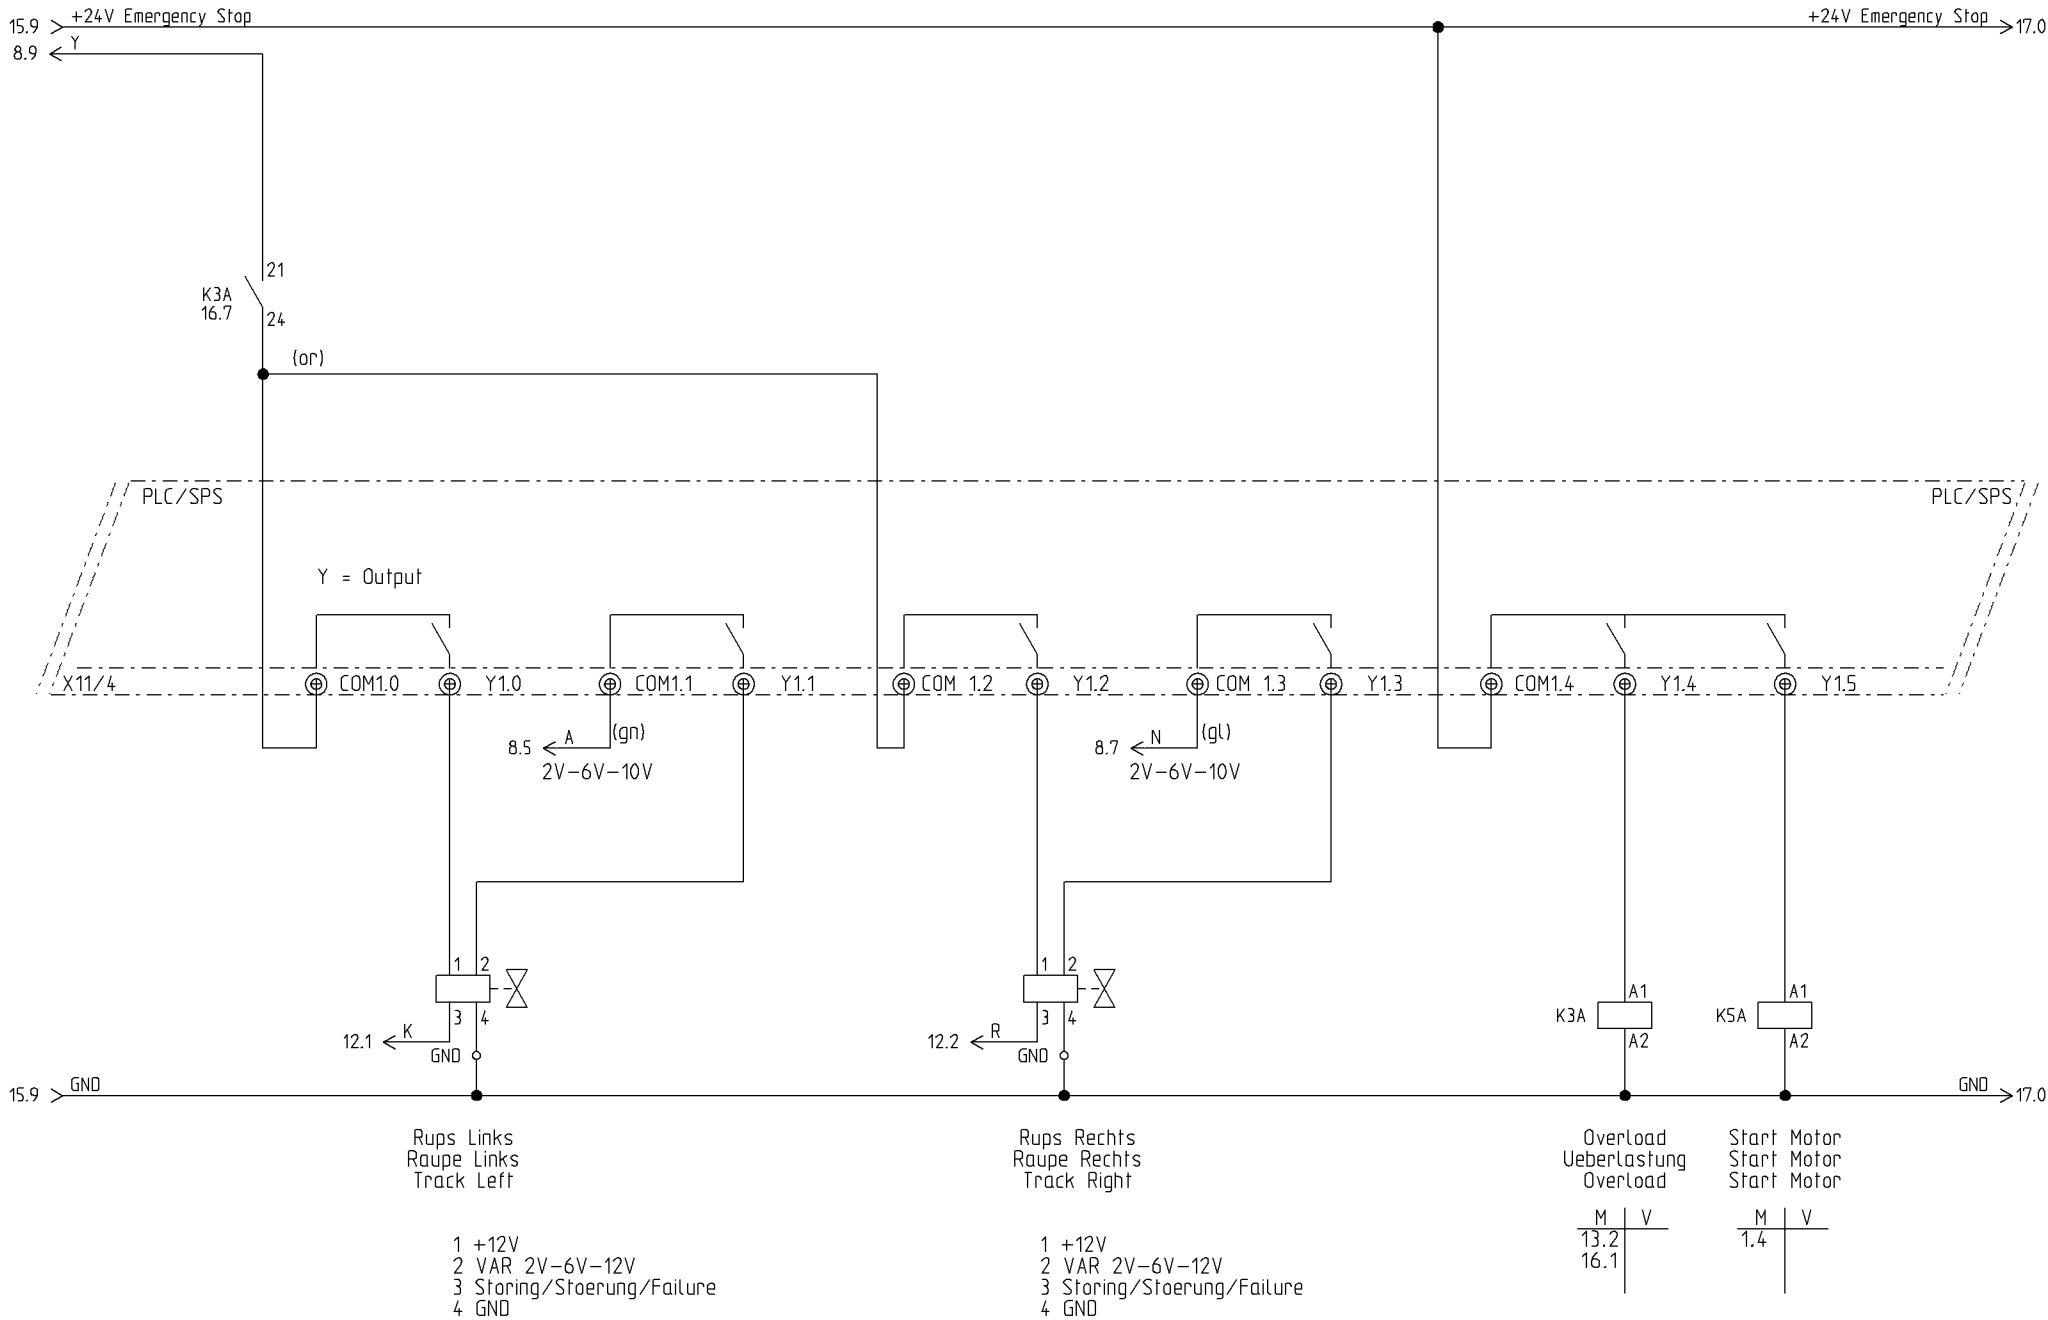 15.9 +24V Emergency Stop +24V Emergency Stop 17.0
8.9 Y
21
K3A
16.7
24
(or)
PLC/SPS PLC/SPS
Y = Output
X11/4 COM1.0 Y1.0 COM1.1 Y1.1 COM 1.2 Y1.2 COM 1.3 Y1.3 COM1.4 Y1.4 Y1.5
8.5 A (gn) 8.7 N (gl)
2V-6V-10V 2V-6V-10V
1 2 1 2
A1 A1
K3A K5A
3 4 3 4
12.1 K 12.2 R A2 A2
GND GND
15.9 GND GND 17.0
Rups Links Rups Rechts Overload Start Motor
Raupe Links Raupe Rechts Ueberlastung Start Motor
Track Left Track Right Overload Start Motor
M V M V
13.2 1.4
16.1
1 +12V 1 +12V
2 VAR 2V-6V-12V 2 VAR 2V-6V-12V
3 Storing/Stoerung/Failure 3 Storing/Stoerung/Failure
4 GND 4 GND